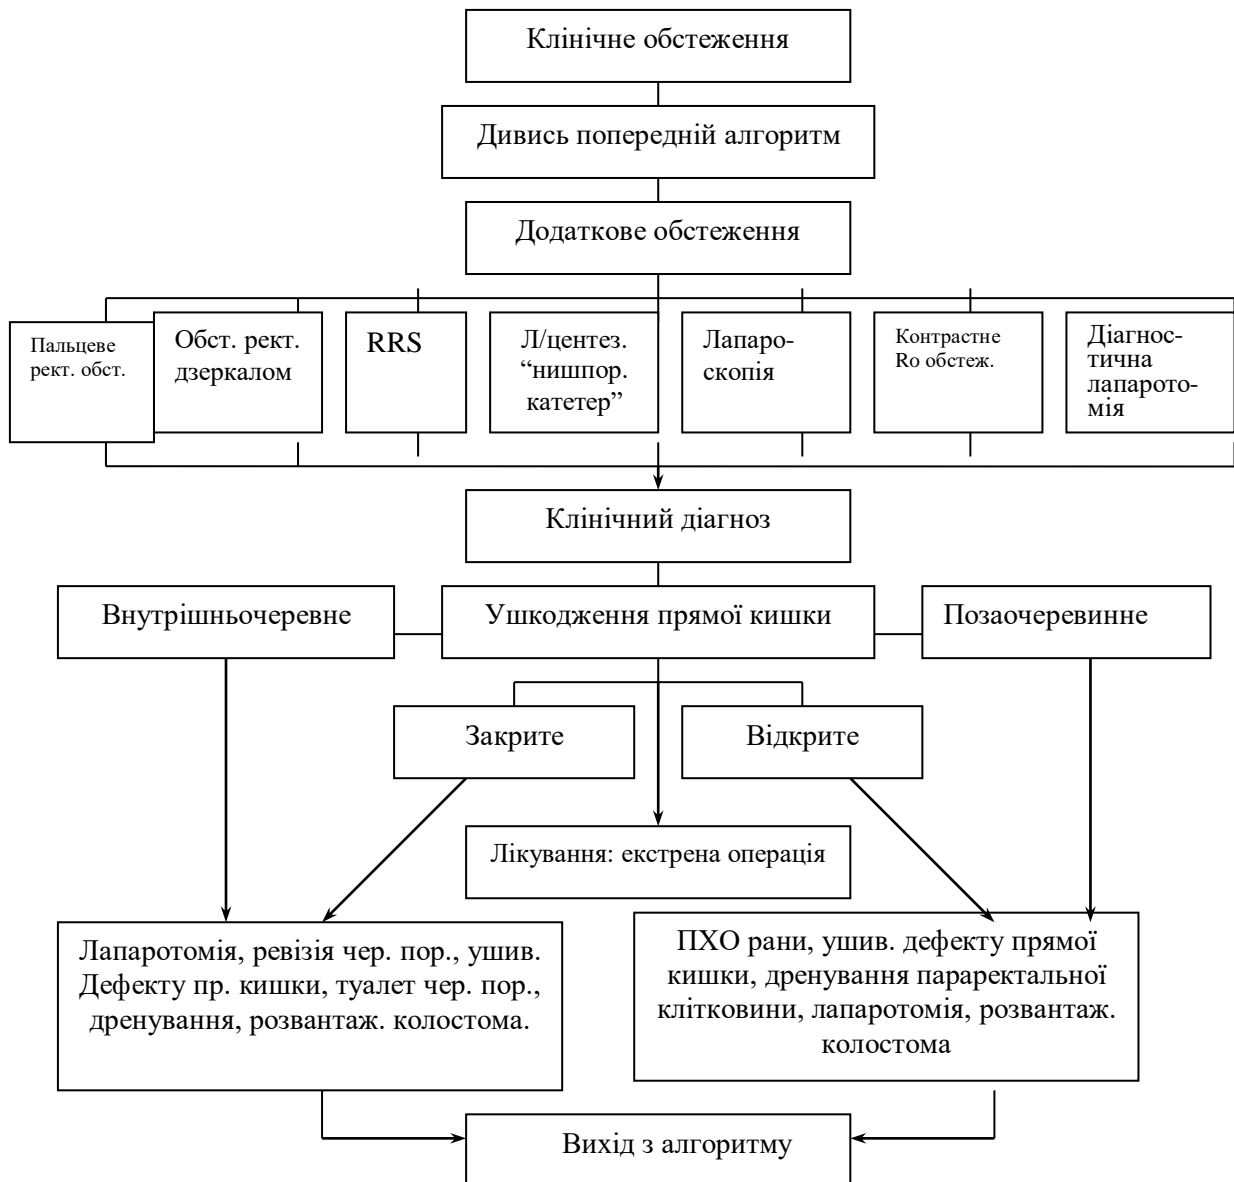 Клінічне обстеження
Дивись попередній алгоритм
Додаткове обстеження
Пальцеве
рект. обст.
Обст. рект.
дзеркалом
RRS
Л/центез.
“нишпор.
катетер”
Лапаро-
скопія
Контрастне
Ro обстеж.
Діагнос-
тична
лапарото-
мія
Клінічний діагноз
Внутрішньочеревне
Ушкодження прямої кишки
Позаочеревинне
Закрите
Відкрите
Лікування: екстрена операція
Лапаротомія, ревізія чер. пор., ушив.
Дефекту пр. кишки, туалет чер. пор.,
дренування, розвантаж. колостома.
ПХО рани, ушив. дефекту прямої
кишки, дренування параректальної
клітковини, лапаротомія, розвантаж.
колостома
Вихід з алгоритму